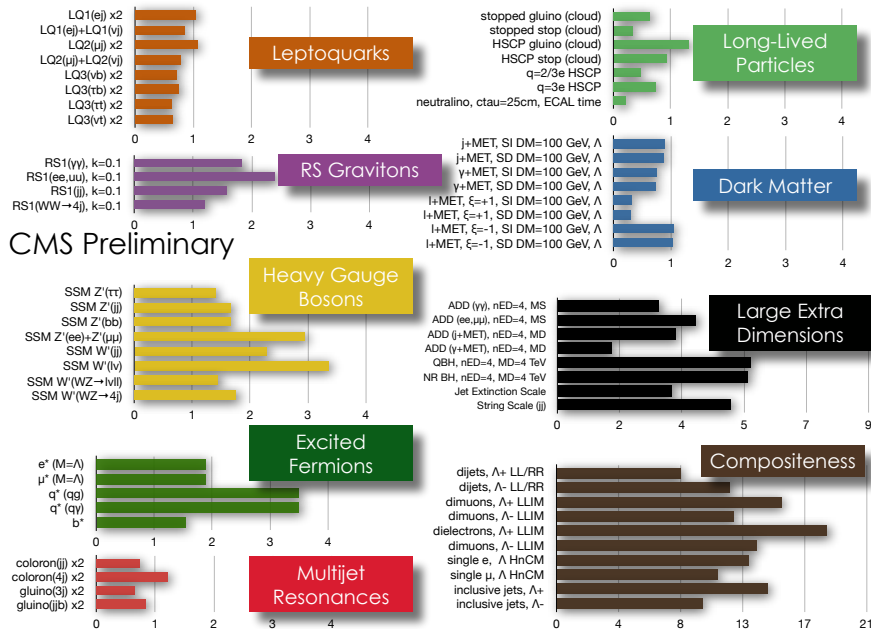 LQ1(ej) x2
LQ1(ej)+LQ1(νj)
LQ2(μj) x2
LQ2(μj)+LQ2(νj)
LQ3(νb) x2
LQ3(τb) x2
LQ3(τt) x2
LQ3(vt) x2
0 1 2 3 4
Leptoquarks
RS1(γγ), k=0.1
RS1(ee,uu), k=0.1
RS1(jj), k=0.1
RS1(WW→4j), k=0.1
0 1 2 3 4
RS Gravitons
CMS Preliminary
SSM Z'(ττ)
SSM Z'(jj)
SSM Z'(bb)
SSM Z'(ee)+Z'(μμ)
SSM W'(jj)
SSM W'(lv)
SSM W'(WZ→lvll)
SSM W'(WZ→4j)
0 1 2 3 4
Heavy Gauge
Bosons
e* (M=Λ)
μ* (M=Λ)
q* (qg)
q* (qγ)
b*
0 1 2 3 4
Excited
Fermions
coloron(jj) x2
coloron(4j) x2
gluino(3j) x2
gluino(jjb) x2
0 1 2 3 4
Multijet
Resonances
stopped gluino (cloud)
stopped stop (cloud)
HSCP gluino (cloud)
HSCP stop (cloud)
q=2/3e HSCP
q=3e HSCP
neutralino, ctau=25cm, ECAL time
0 1 2 3 4
Long-Lived
Particles
j+MET, SI DM=100 GeV, Λ
j+MET, SD DM=100 GeV, Λ
γ+MET, SI DM=100 GeV, Λ
γ+MET, SD DM=100 GeV, Λ
l+MET, ξ=+1, SI DM=100 GeV, Λ
l+MET, ξ=+1, SD DM=100 GeV, Λ
l+MET, ξ=-1, SI DM=100 GeV, Λ
l+MET, ξ=-1, SD DM=100 GeV, Λ
0 1 2 3 4
Dark Matter
ADD (γγ), nED=4, MS
ADD (ee,μμ), nED=4, MS
ADD (j+MET), nED=4, MD
ADD (γ+MET), nED=4, MD
QBH, nED=4, MD=4 TeV
NR BH, nED=4, MD=4 TeV
Jet Extinction Scale
String Scale (jj)
0 2 4 5 7 9
Large Extra
Dimensions
dijets, Λ+ LL/RR
dijets, Λ- LL/RR
dimuons, Λ+ LLIM
dimuons, Λ- LLIM
dielectrons, Λ+ LLIM
dimuons, Λ- LLIM
single e, Λ HnCM
single μ, Λ HnCM
inclusive jets, Λ+
inclusive jets, Λ-
0 4 8 13 17 21
Compositeness